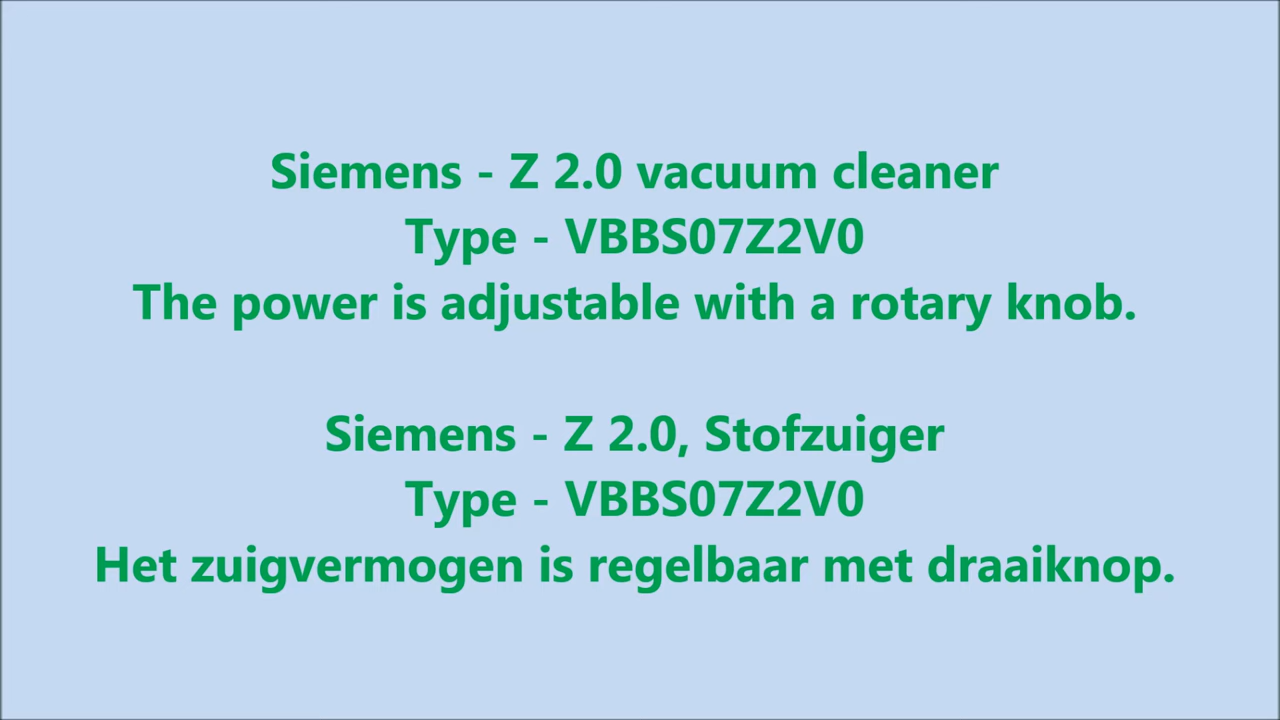 Siemens - Z 2.0 vacuum cleaner
Type - VBBS07Z2V0
The power is adjustable with a rotary knob.
Siemens - Z 2.0, Stofzuiger
Type - VBBS07Z2V0
Het zuigvermogen is regelbaar met draaiknop.